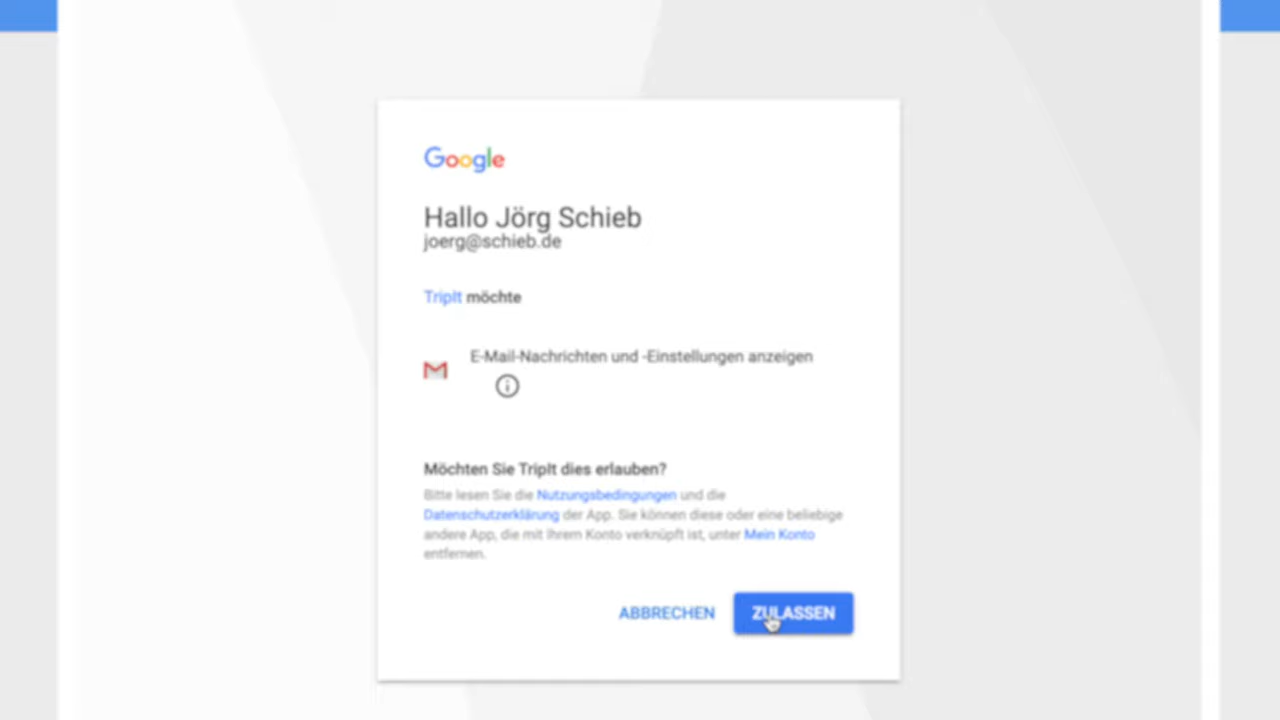 Google
Hallo Jörg Schieb
joerg@schieb.de
TripIt möchte
E-Mail-Nachrichten und -Einstellungen anzeigen
Möchten Sie TripIt dies erlauben?
Bitte lesen Sie die Nutzungsbedingungen und die
Datenschutzerklärung der App. Sie können diese oder eine beliebige
andere App, die mit Ihrem Konto verknüpft ist, unter Mein Konto
entfernen.
ABBRECHEN ZULASSEN